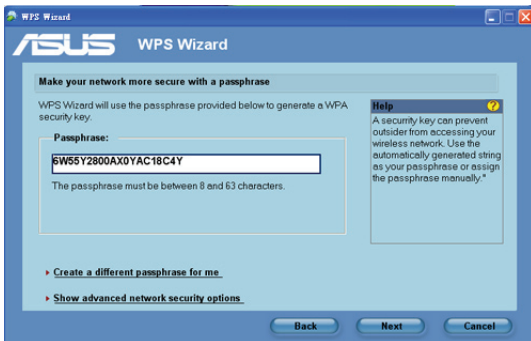 WPS Wizard
ASUS WPS Wizard
Make your network more secure with a passphrase
WPS Wizard will use the passphrase provided below to generate a WPA
security key.
Passphrase:
6W55Y2800AX0YAC18C4Y
The passphrase must be between 8 and 63 characters.
Help
A security key can prevent
outsider from accessing your
wireless network. Use the
automatically generated string
as your passphrase or assign
the passphrase manually."
Create a different passphrase for me
Show advanced network security options
Back Next Cancel